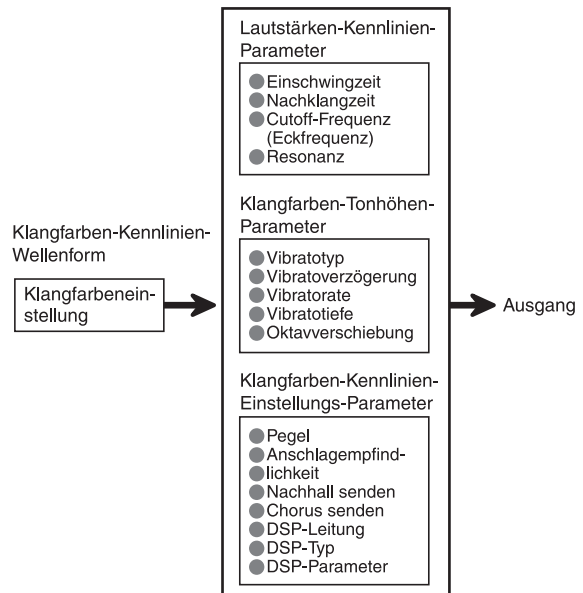 Klangfarben-Kennlinien-
Wellenform
Klangfarbenein-
stellung
Lautstärken-Kennlinien-
Parameter
Einschwingzeit
Nachklangzeit
Cutoff-Frequenz
(Eckfrequenz)
Resonanz
Klangfarben-Tonhöhen-
Parameter
Vibratotyp
Vibratoverzögerung
Vibratorate
Vibratotiefe
Oktavverschiebung
Klangfarben-Kennlinien-
Einstellungs-Parameter
Pegel
Anschlagempfind-
lichkeit
Nachhall senden
Chorus senden
DSP-Leitung
DSP-Typ
DSP-Parameter
Ausgang